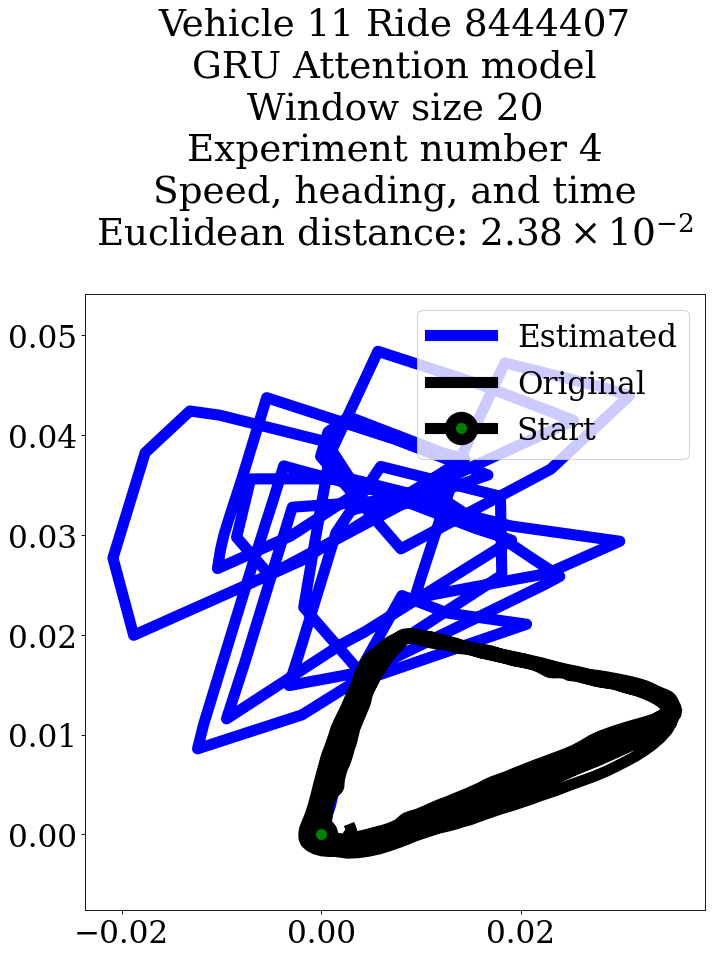 Vehicle 11 Ride 8444407
GRU Attention model
Window size 20
Experiment number 4
Speed, heading, and time
Euclidean distance: 2.38 × 10⁻²
Estimated
Original
Start
0.05
0.04
0.03
0.02
0.01
0.00
−0.02 0.00 0.02